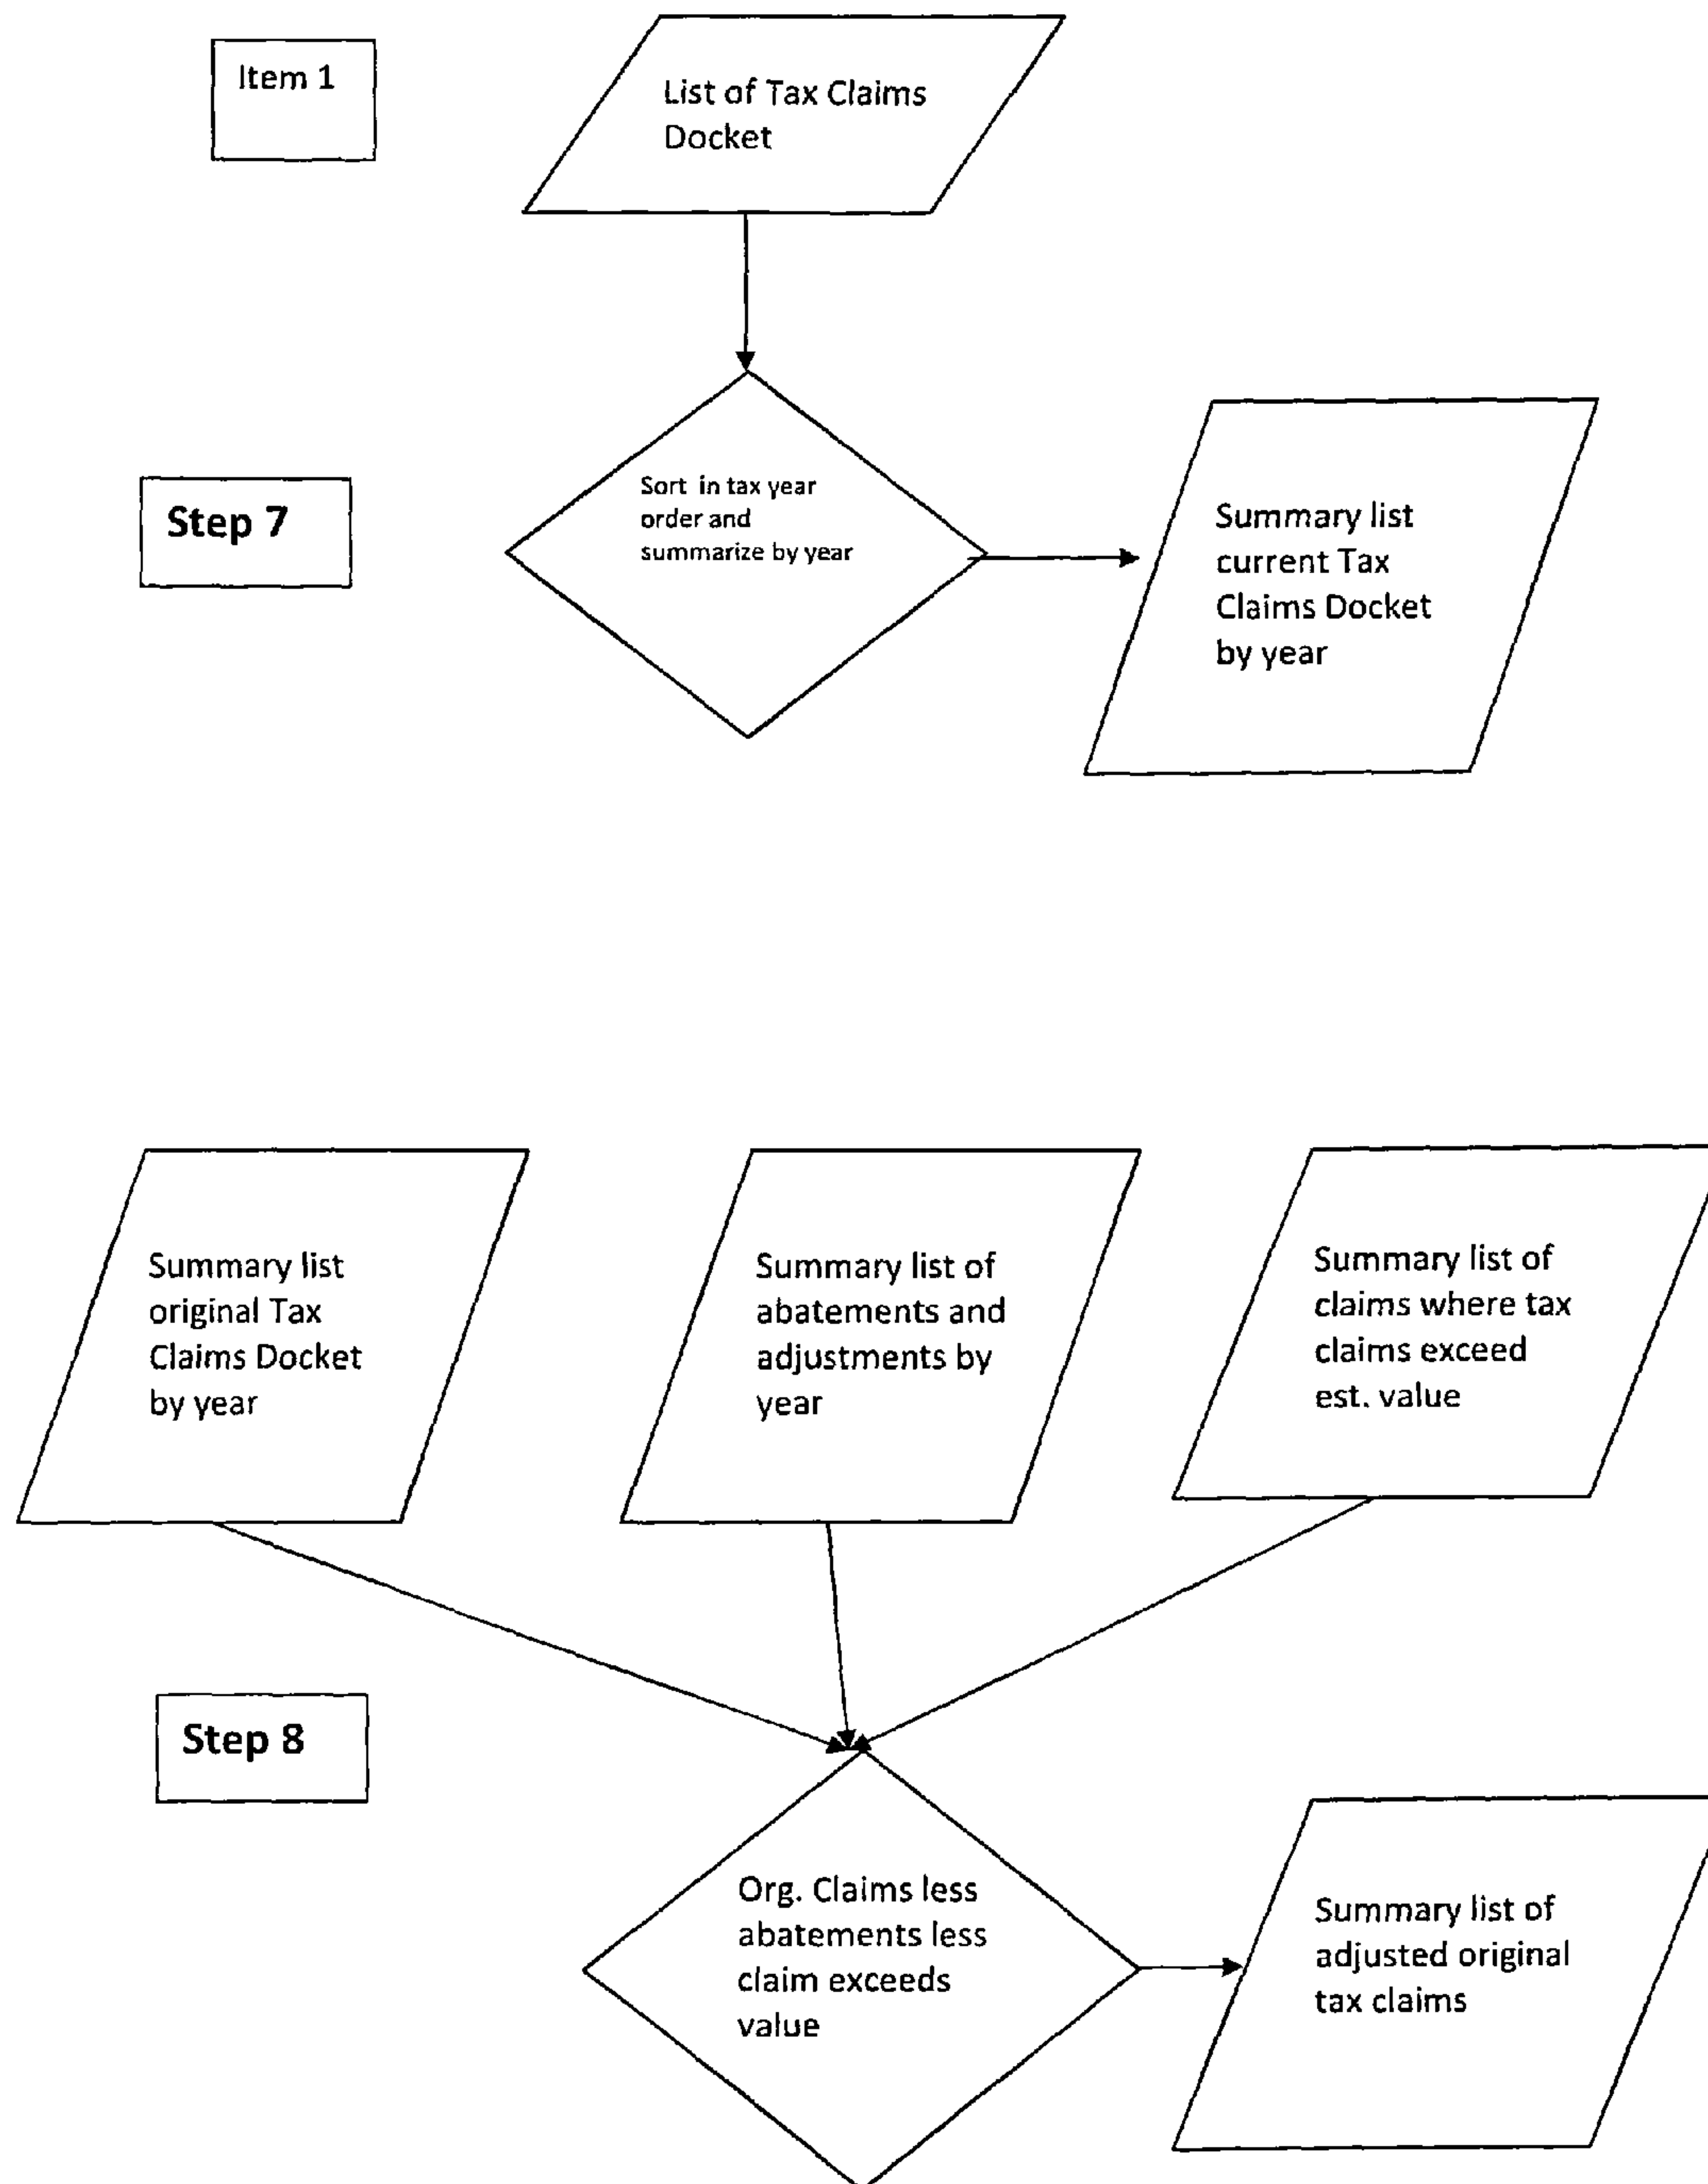 Item 1
List of Tax Claims
Docket
Step 7
Sort in tax year
order and
summarize by year
Summary list
current Tax
Claims Docket
by year
Summary list
original Tax
Claims Docket
by year
Summary list of
abatements and
adjustments by
year
Summary list of
claims where tax
claims exceed
est. value
Step 8
Org. Claims less
abatements less
claim exceeds
value
Summary list of
adjusted original
tax claims